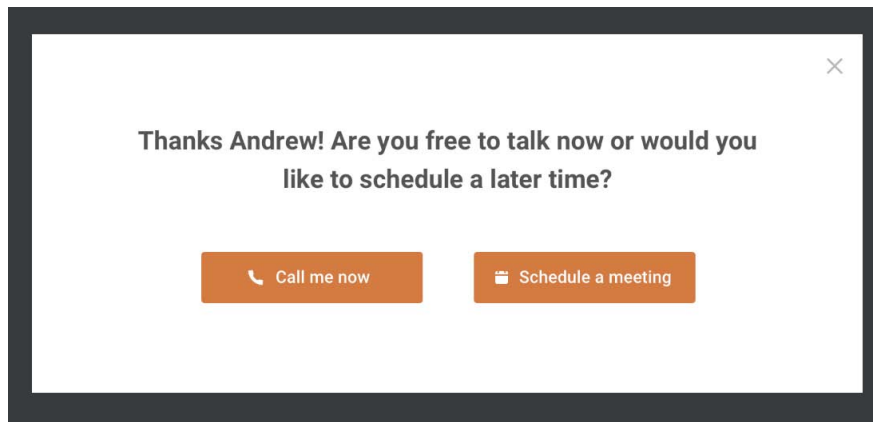 Thanks Andrew! Are you free to talk now or would you
like to schedule a later time?
Call me now
Schedule a meeting